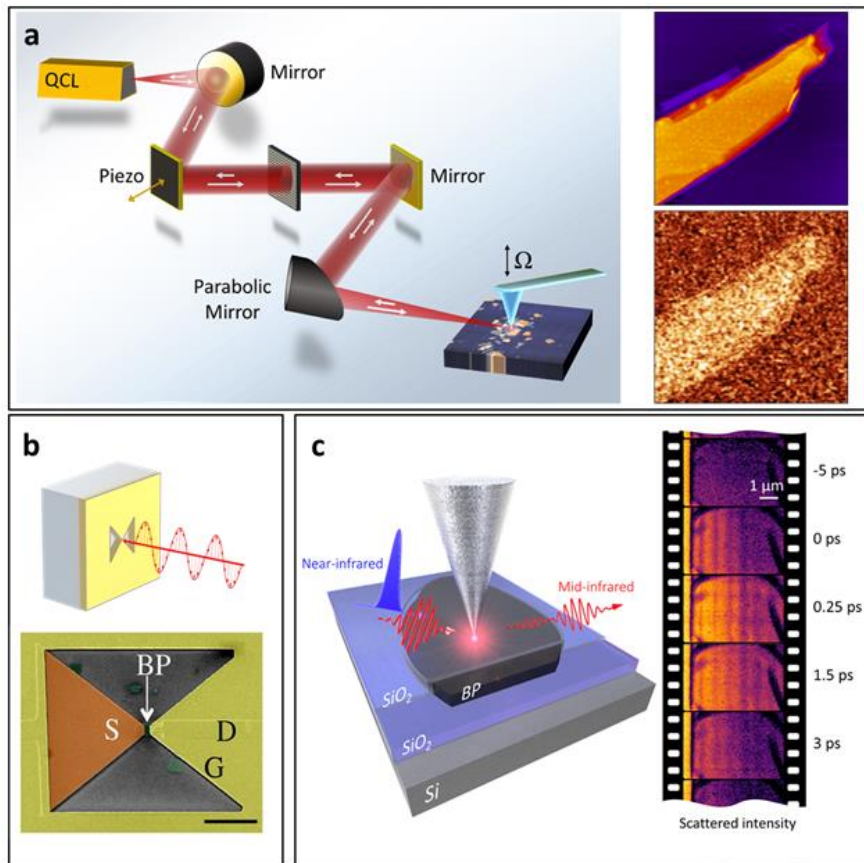 a
QCL
Mirror
Piezo
Mirror
Parabolic
Mirror
Ω
b
BP
S
D
G
c
Near-infrared
Mid-infrared
SiO2
BP
SiO2
Si
-5 ps
1 μm
0 ps
0.25 ps
1.5 ps
3 ps
Scattered intensity